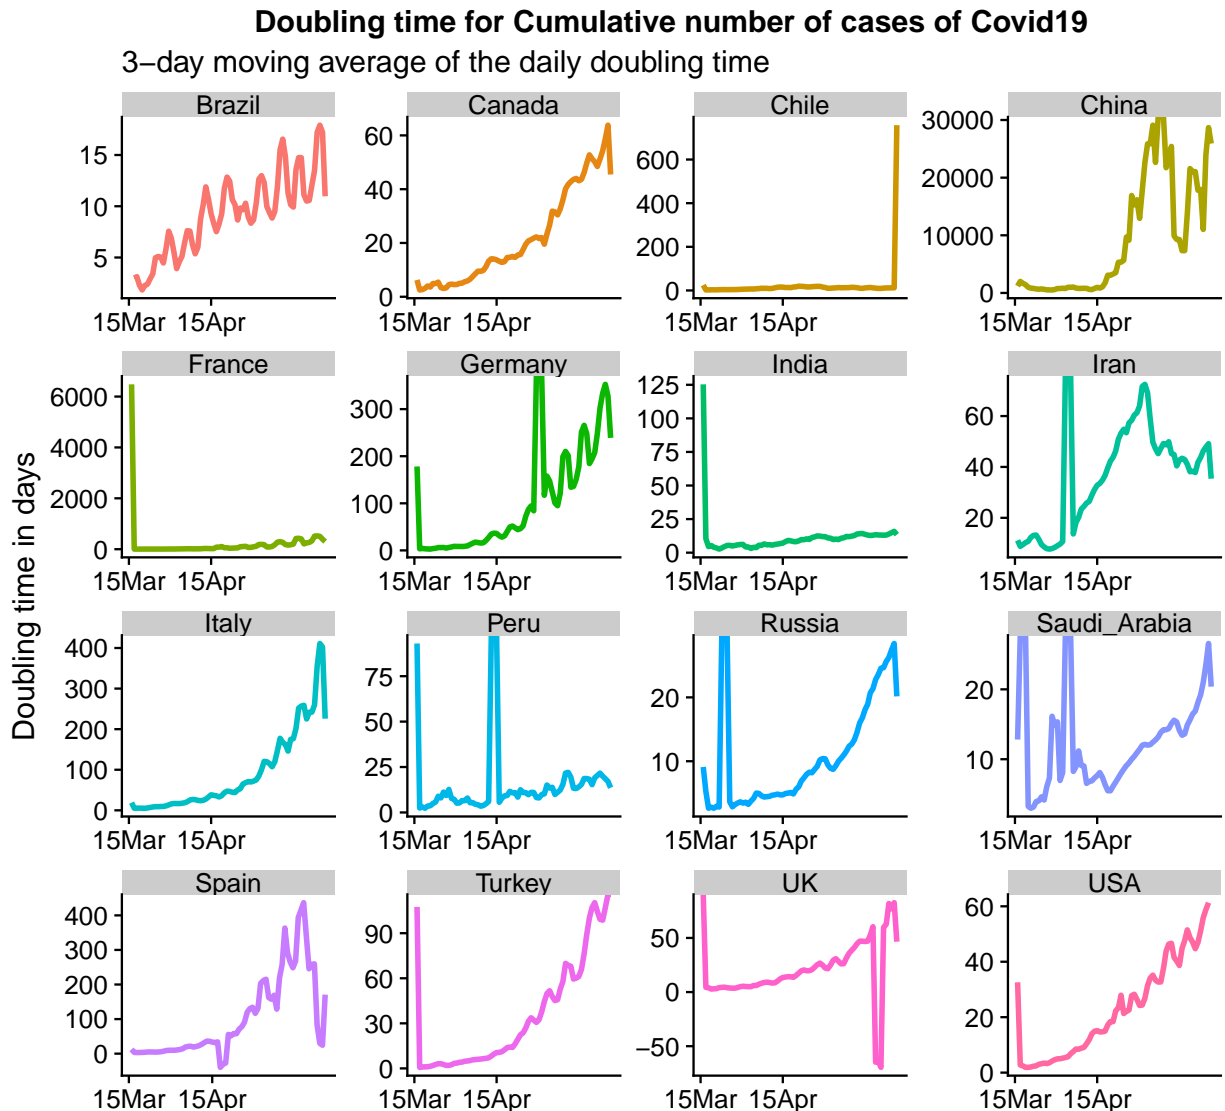 Doubling time for Cumulative number of cases of Covid19
3−day moving average of the daily doubling time
Doubling time in days
Brazil
15
10
5
15Mar 15Apr
Canada
60
40
20
0
15Mar 15Apr
Chile
600
400
200
0
15Mar 15Apr
China
30000
20000
10000
0
15Mar 15Apr
France
6000
4000
2000
0
15Mar 15Apr
Germany
300
200
100
0
15Mar 15Apr
India
125
100
75
50
25
0
15Mar 15Apr
Iran
60
40
20
15Mar 15Apr
Italy
400
300
200
100
0
15Mar 15Apr
Peru
75
50
25
0
15Mar 15Apr
Russia
20
10
15Mar 15Apr
Saudi_Arabia
20
10
15Mar 15Apr
Spain
400
300
200
100
0
15Mar 15Apr
Turkey
90
60
30
0
15Mar 15Apr
UK
50
0
−50
15Mar 15Apr
USA
60
40
20
0
15Mar 15Apr